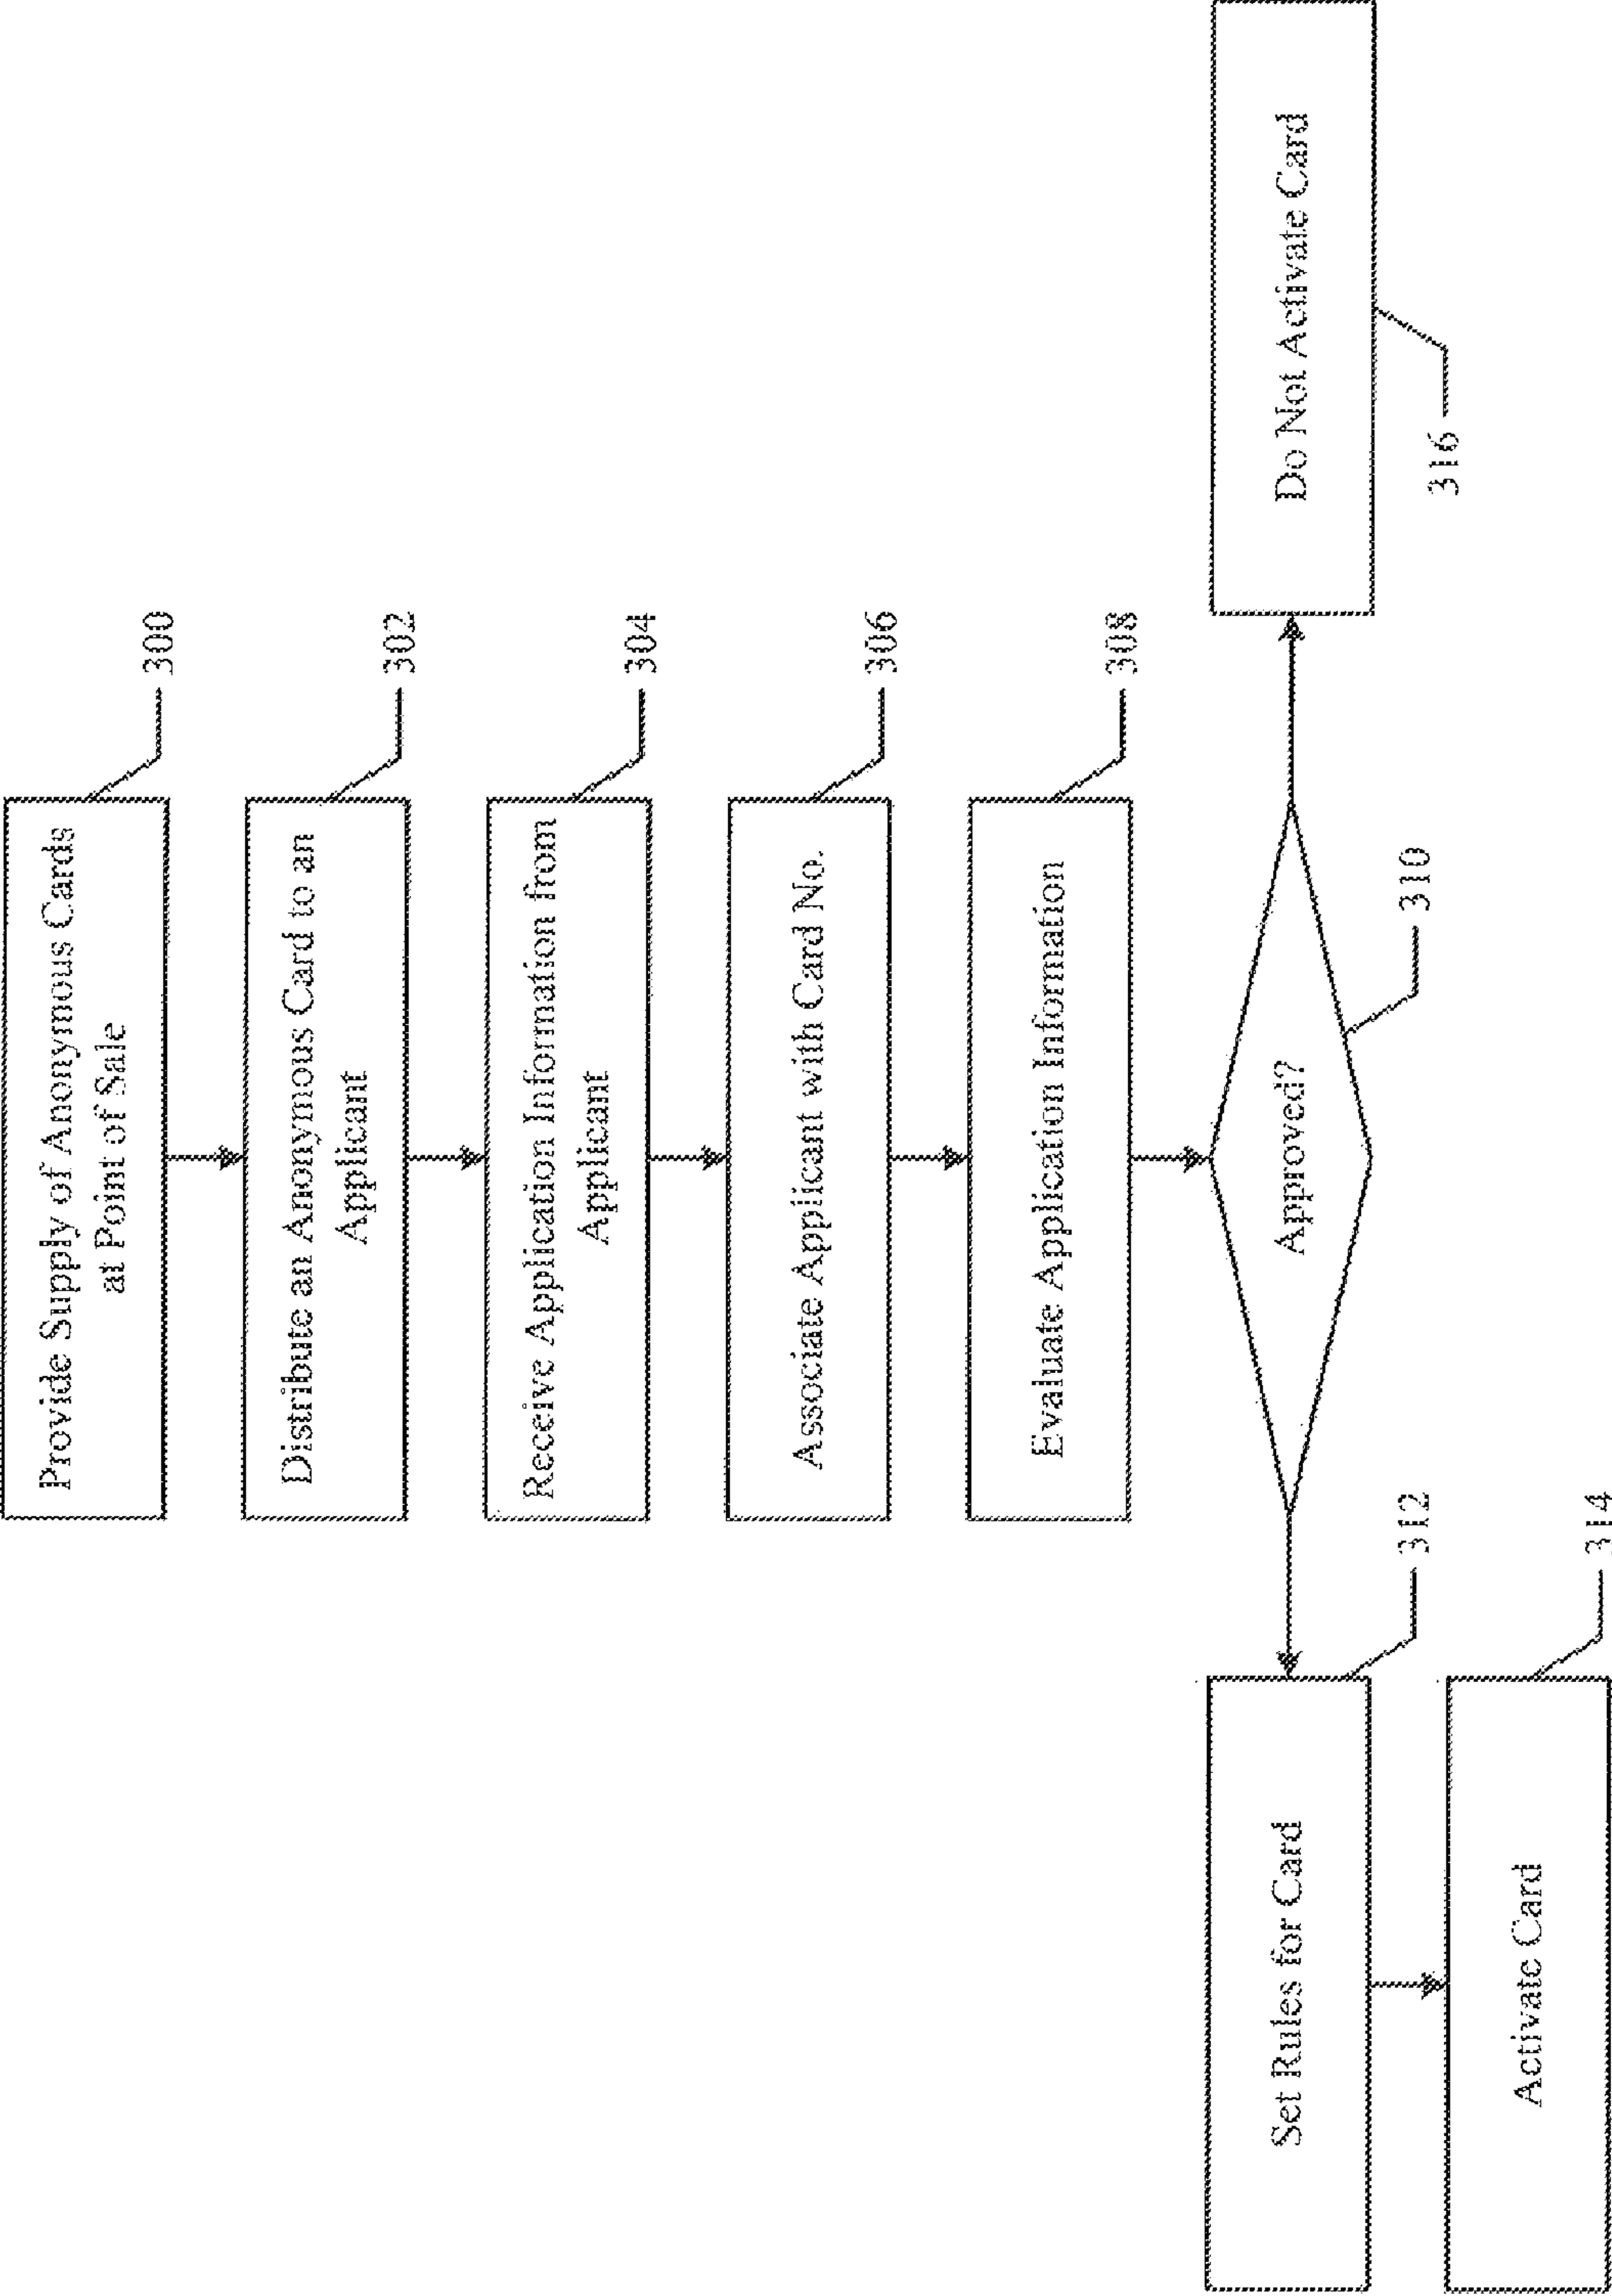 Provide Supply of Anonymous Cards
at Point of Sale
300
Distribute an Anonymous Card to an
Applicant
302
Receive Application Information from
Applicant
304
Associate Applicant with Card No.
306
Evaluate Application Information
308
Approved?
310
Set Rules for Card
312
Activate Card
314
Do Not Activate Card
316